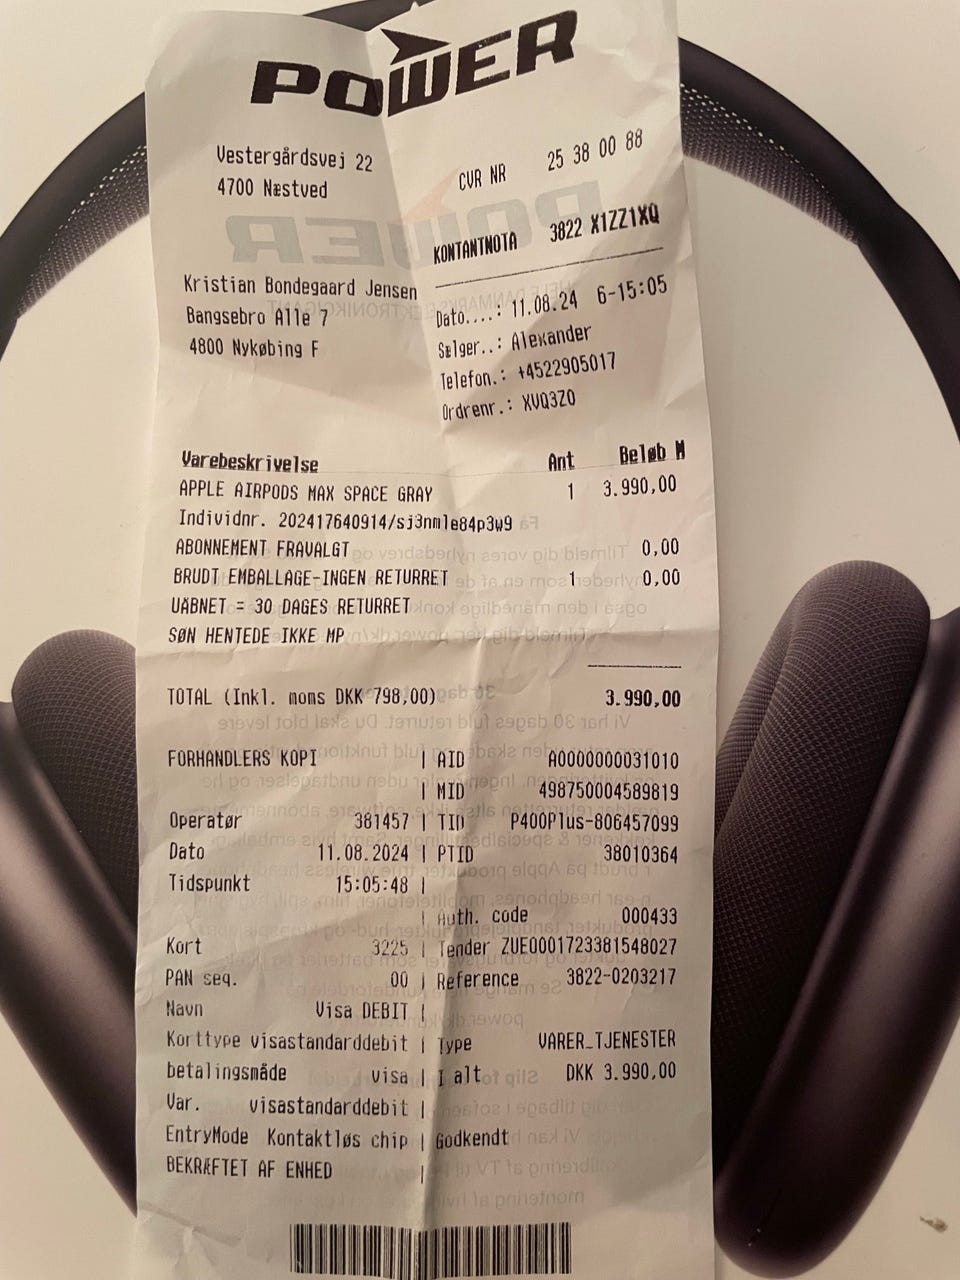 POWER
Vestergårdsvej 22
4700 Næstved
CVR NR 25 38 00 88
KONTANTNOTA 3822 X1ZZ1XQ
Kristian Bondegaard Jensen
Bangsebro Alle 7
4800 Nykøbing F
Dato....: 11.08.24 6-15:05
Sælger..: Alexander
Telefon.: +4522905017
Ordrenr.: XVQ3ZO
Varebeskrivelse Ant Beløb M
APPLE AIRPODS MAX SPACE GRAY 1 3.990,00
Individnr. 202417640914/sj3nmle84p3w9
ABONNEMENT FRAVALGT 0,00
BRUDT EMBALLAGE-INGEN RETURRET 1 0,00
UÅBNET = 30 DAGES RETURRET
SØN HENTEDE IKKE MP
TOTAL (Inkl. moms DKK 798,00) 3.990,00
FORHANDLERS KOPI | AID A0000000031010
| MID 498750004589819
Operatør 381457 | TID P400Plus-806457099
Dato 11.08.2024 | PTID 38010364
Tidspunkt 15:05:48 |
| Auth. code 000433
Kort 3225 | Tender ZUE0001723381548027
PAN seq. 00 | Reference 3822-0203217
Navn Visa DEBIT |
Korttype visastandarddebit | Type VARER_TJENESTER
betalingsmåde visa | I alt DKK 3.990,00
Var. visastandarddebit |
EntryMode Kontaktløs chip | Godkendt
BEKRÆFTET AF ENHED |